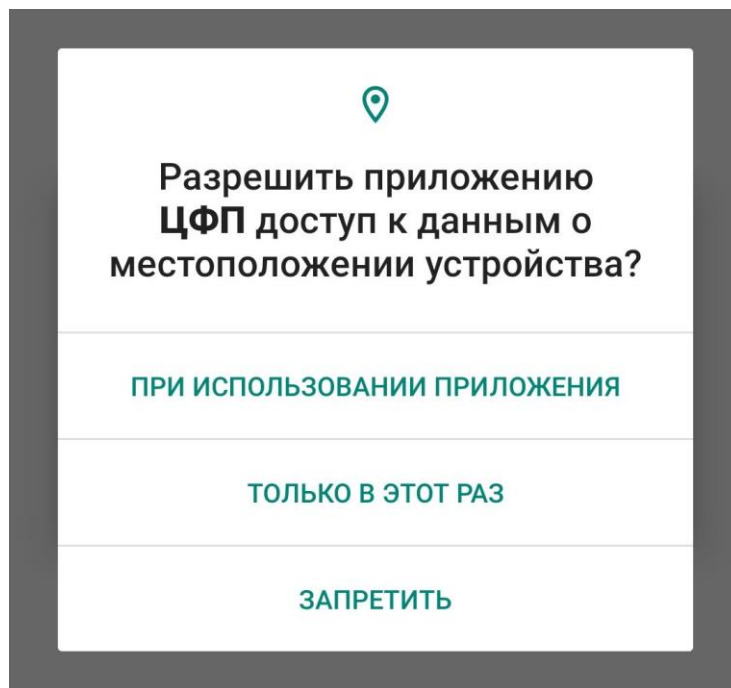 Разрешить приложению
ЦФП доступ к данным о
местоположении устройства?
ПРИ ИСПОЛЬЗОВАНИИ ПРИЛОЖЕНИЯ
ТОЛЬКО В ЭТОТ РАЗ
ЗАПРЕТИТЬ